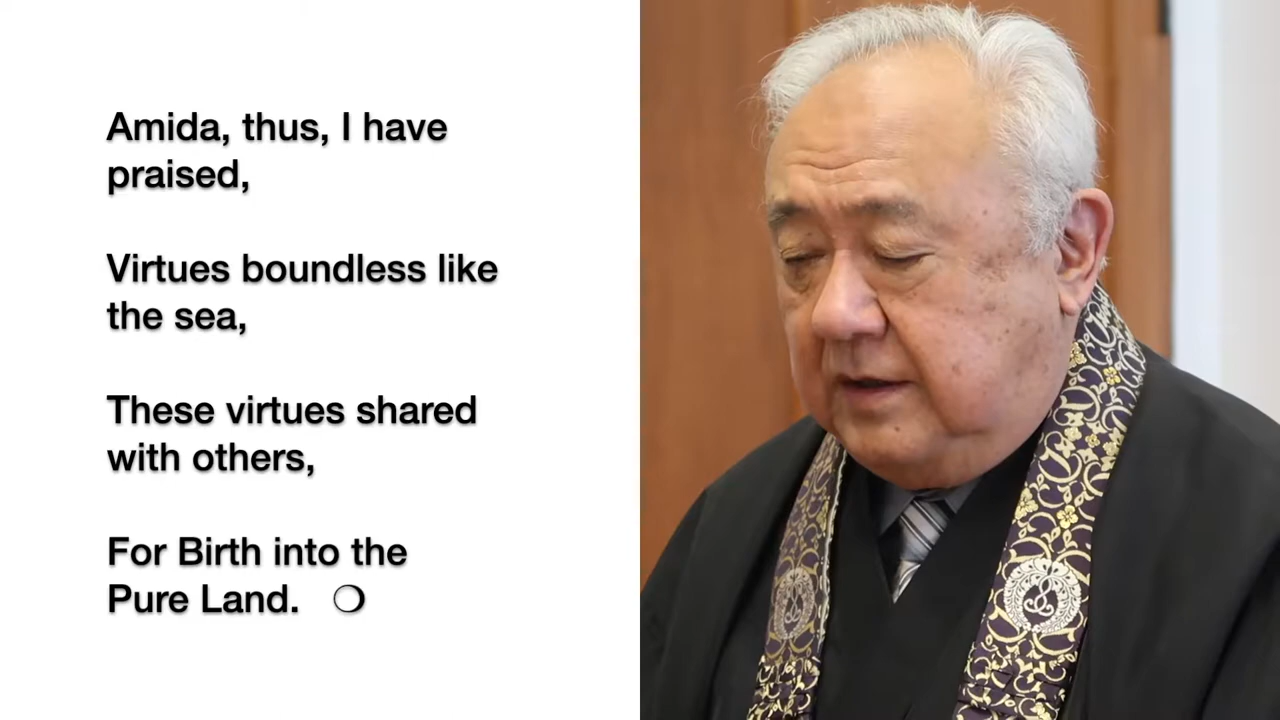 Amida, thus, I have
praised,
Virtues boundless like
the sea,
These virtues shared
with others,
For Birth into the
Pure Land. ❍